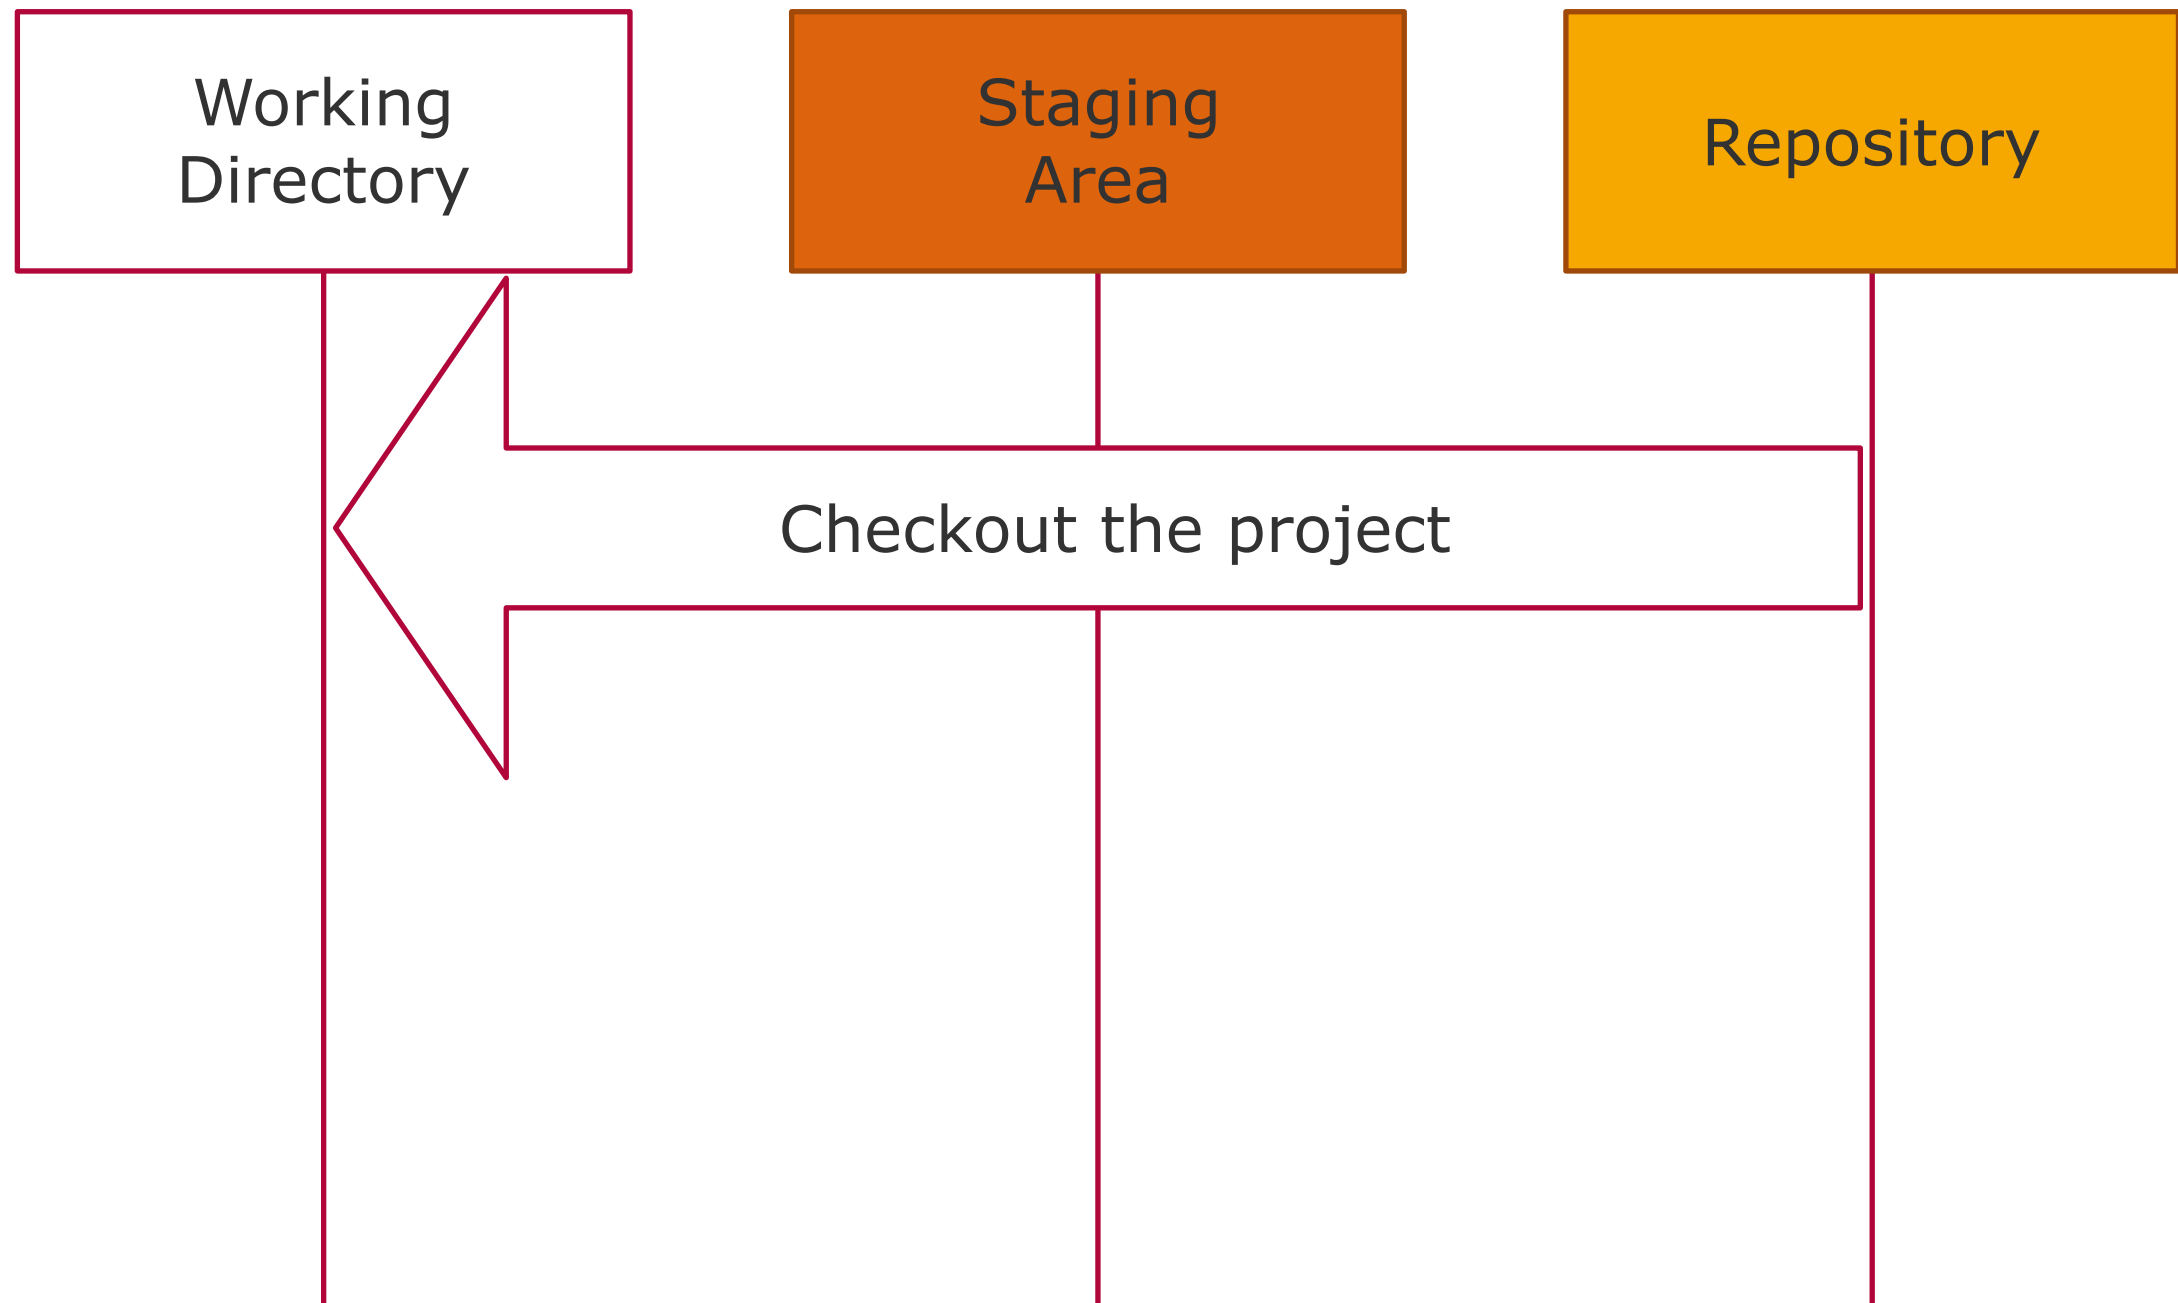 Working
Directory
Staging
Area
Repository
Checkout the project